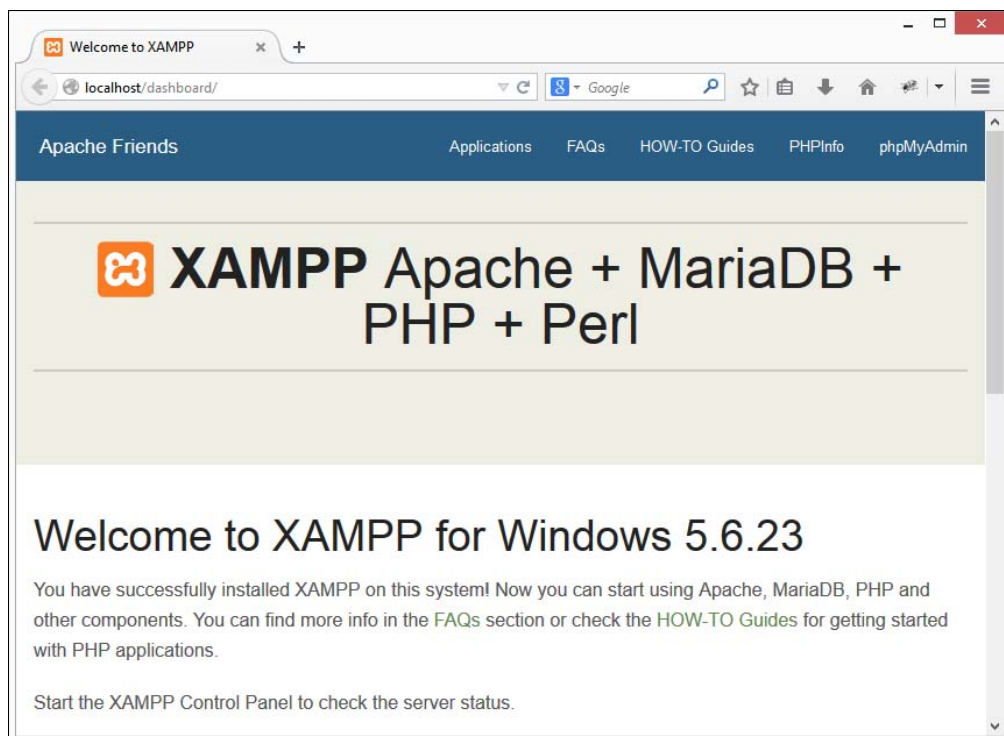 Welcome to XAMPP
localhost/dashboard/
Google
Apache Friends Applications FAQs HOW-TO Guides PHPInfo phpMyAdmin
XAMPP Apache + MariaDB +
PHP + Perl
Welcome to XAMPP for Windows 5.6.23
You have successfully installed XAMPP on this system! Now you can start using Apache, MariaDB, PHP and
other components. You can find more info in the FAQs section or check the HOW-TO Guides for getting started
with PHP applications.
Start the XAMPP Control Panel to check the server status.